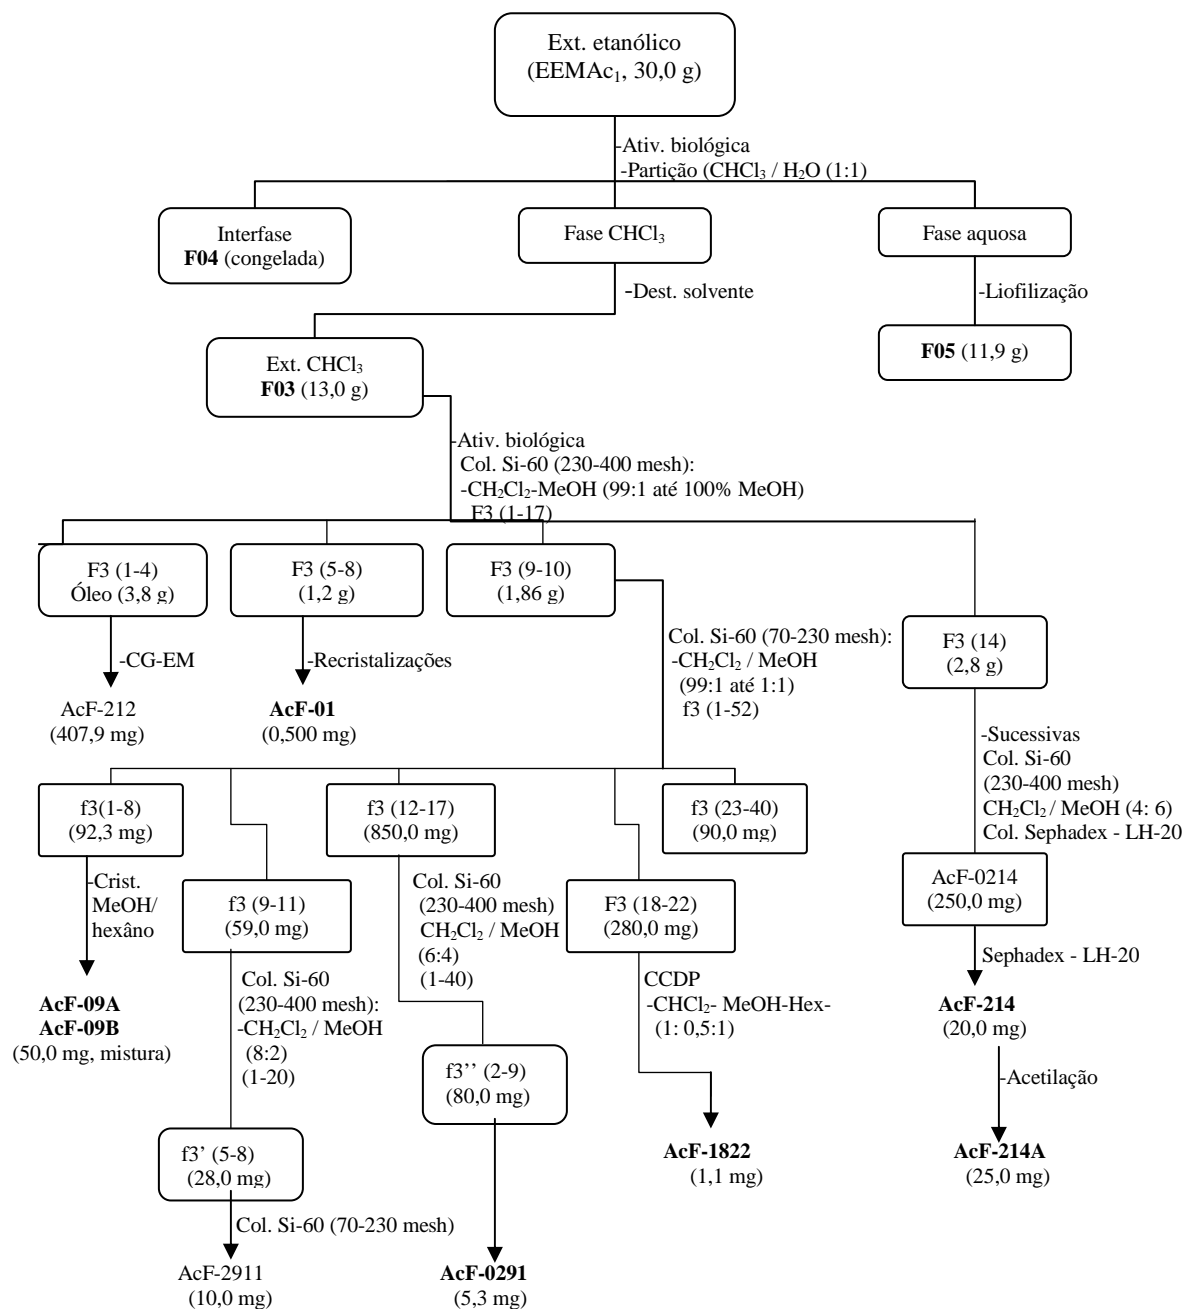 Ext. etanólico
(EEMAc₁, 30,0 g)
-Ativ. biológica
-Partição (CHCl₃ / H₂O (1:1)
Interfase
F04 (congelada)
Fase CHCl₃
Fase aquosa
-Dest. solvente
-Liofilização
Ext. CHCl₃
F03 (13,0 g)
F05 (11,9 g)
-Ativ. biológica
Col. Si-60 (230-400 mesh):
-CH₂Cl₂-MeOH (99:1 até 100% MeOH)
F3 (1-17)
F3 (1-4)
Óleo (3,8 g)
F3 (5-8)
(1,2 g)
F3 (9-10)
(1,86 g)
F3 (14)
(2,8 g)
-CG-EM
-Recristalizações
Col. Si-60 (70-230 mesh):
-CH₂Cl₂ / MeOH
(99:1 até 1:1)
f3 (1-52)
AcF-212
(407,9 mg)
AcF-01
(0,500 mg)
-Sucessivas
Col. Si-60
(230-400 mesh)
CH₂Cl₂ / MeOH (4: 6)
Col. Sephadex - LH-20
f3(1-8)
(92,3 mg)
f3 (12-17)
(850,0 mg)
f3 (23-40)
(90,0 mg)
-Crist.
MeOH/
hexâno
f3 (9-11)
(59,0 mg)
Col. Si-60
(230-400 mesh)
CH₂Cl₂ / MeOH
(6:4)
(1-40)
F3 (18-22)
(280,0 mg)
AcF-0214
(250,0 mg)
Sephadex - LH-20
AcF-09A
AcF-09B
(50,0 mg, mistura)
Col. Si-60
(230-400 mesh):
-CH₂Cl₂ / MeOH
(8:2)
(1-20)
CCDP
-CHCl₂- MeOH-Hex-
(1: 0,5:1)
AcF-214
(20,0 mg)
-Acetilação
f3'' (2-9)
(80,0 mg)
f3' (5-8)
(28,0 mg)
AcF-1822
(1,1 mg)
AcF-214A
(25,0 mg)
Col. Si-60 (70-230 mesh)
AcF-2911
(10,0 mg)
AcF-0291
(5,3 mg)